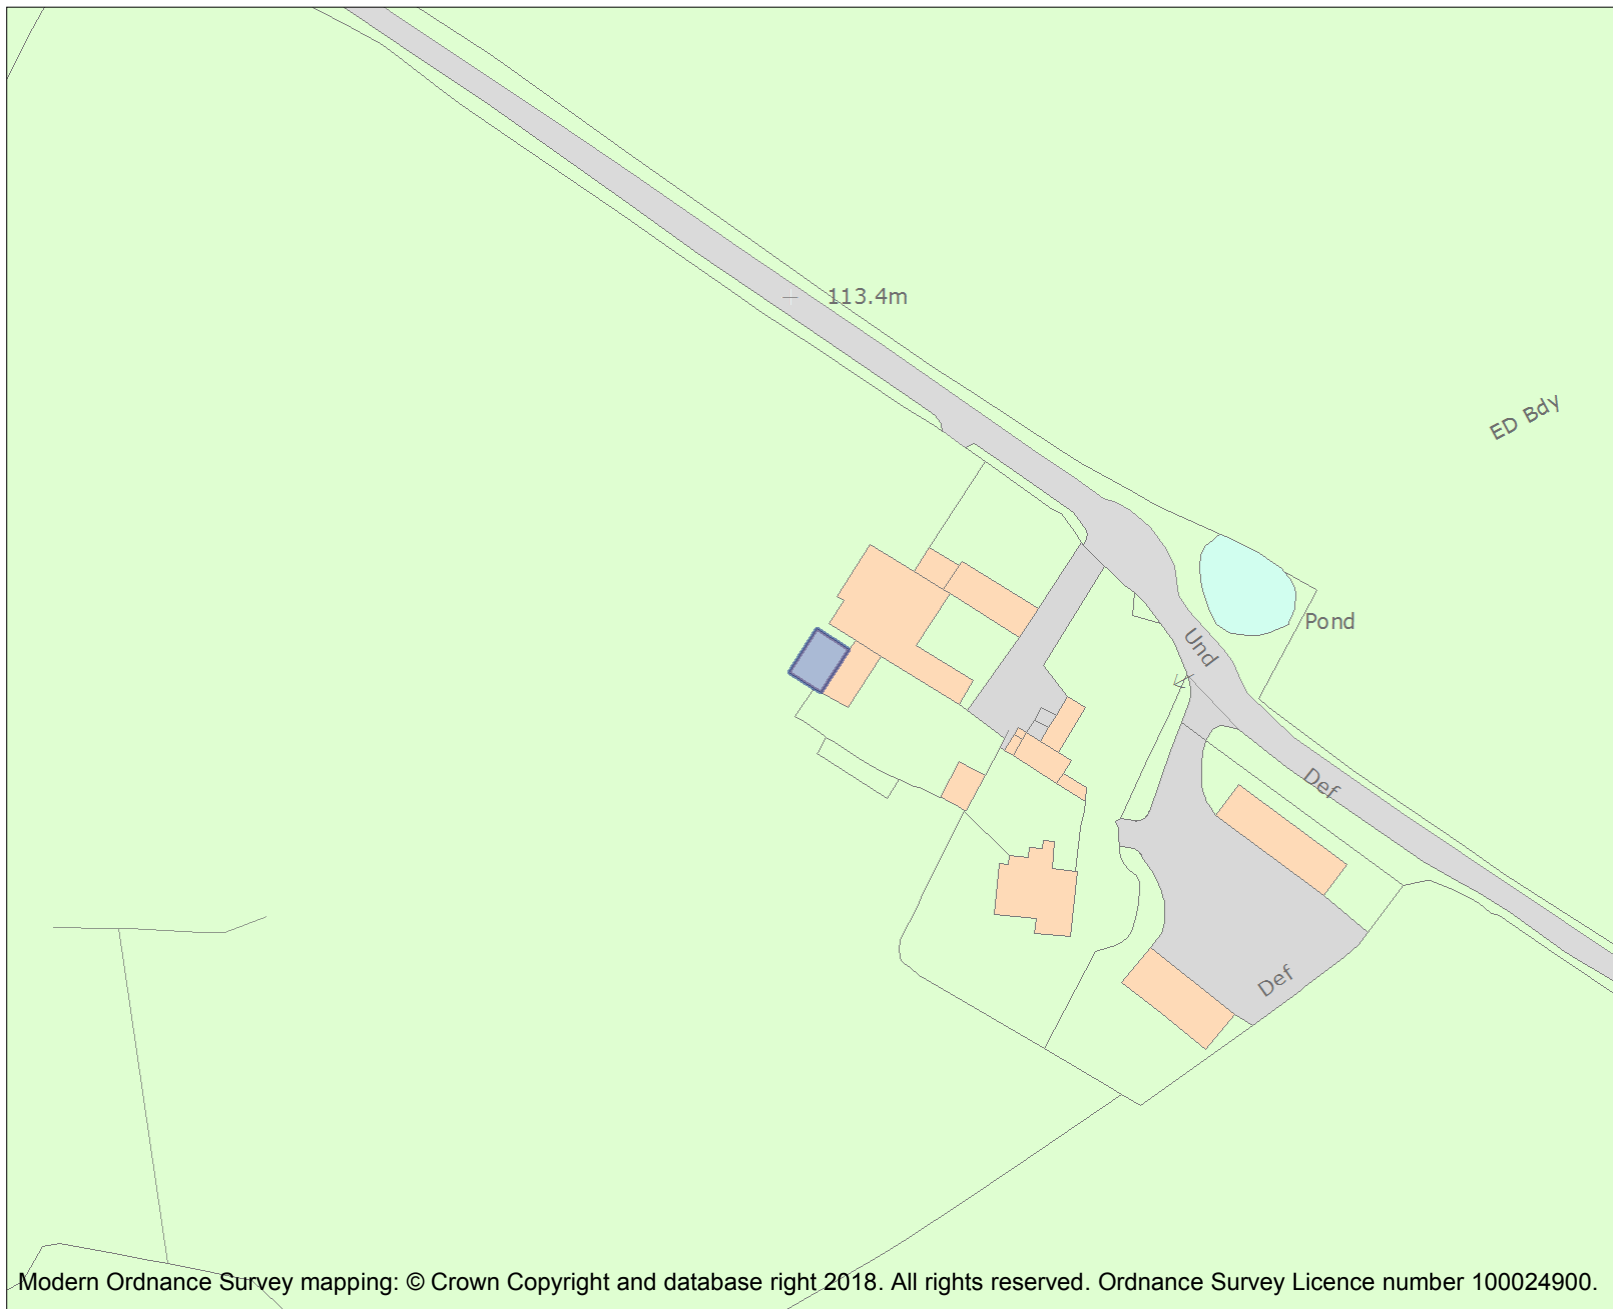 113.4m
ED Bdy
Pond
Und
Def
Def
Modern Ordnance Survey mapping: © Crown Copyright and database right 2018. All rights reserved. Ordnance Survey Licence number 100024900.